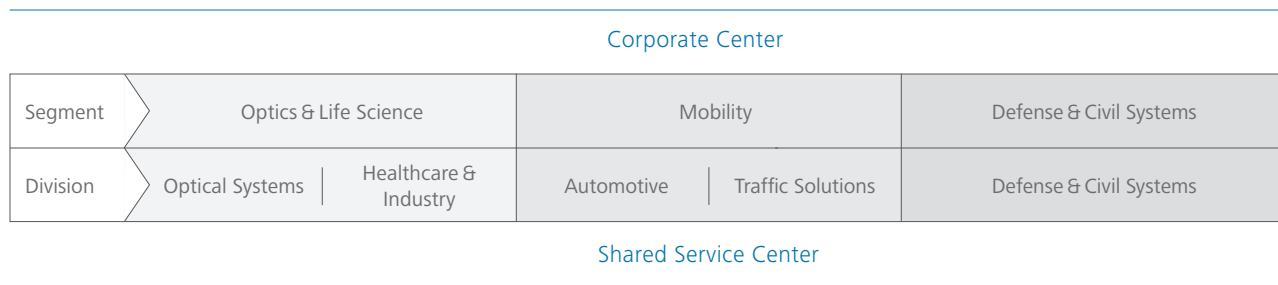 Corporate Center
Segment
Optics & Life Science
Mobility
Defense & Civil Systems
Division
Optical Systems
Healthcare &
Industry
Automotive
Traffic Solutions
Defense & Civil Systems
Shared Service Center